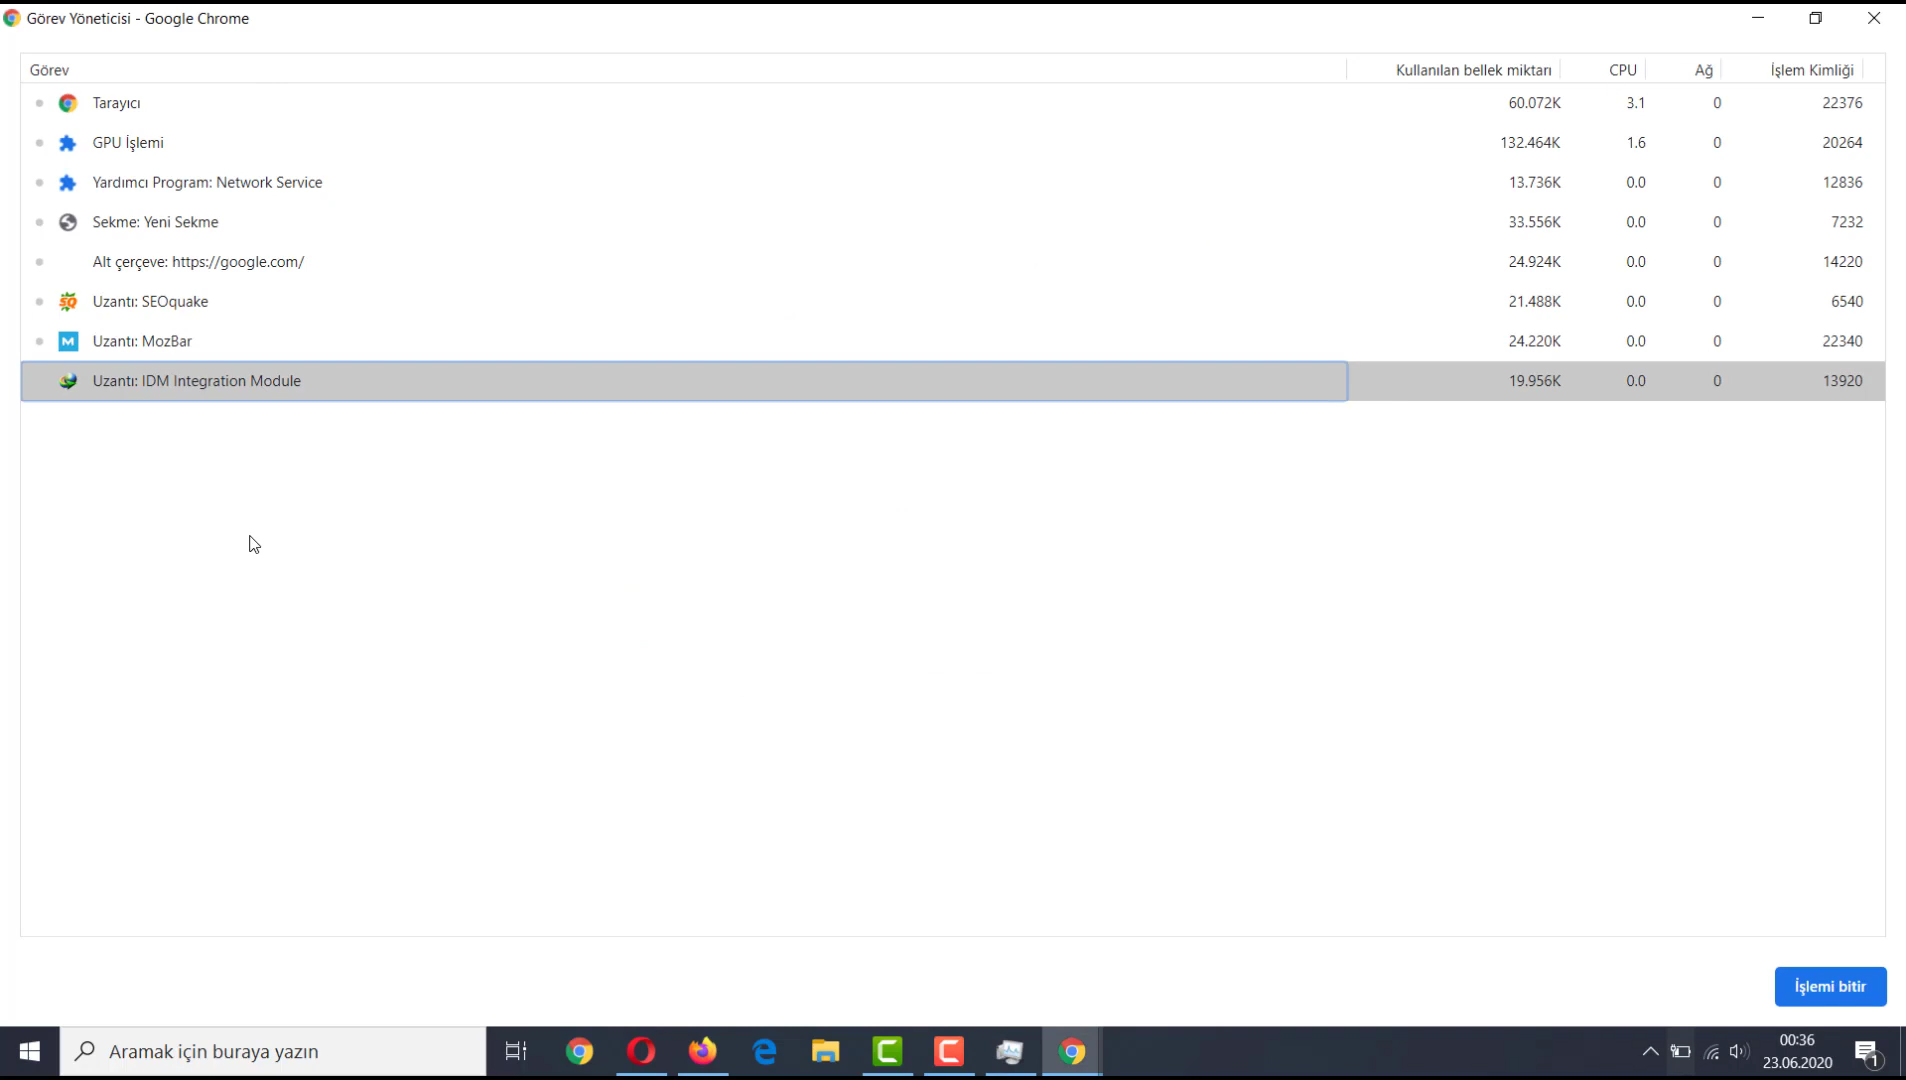 Görev Yöneticisi - Google Chrome
Görev Kullanılan bellek miktarı CPU Ağ İşlem Kimliği
Tarayıcı 60.072K 3.1 0 22376
GPU İşlemi 132.464K 1.6 0 20264
Yardımcı Program: Network Service 13.736K 0.0 0 12836
Sekme: Yeni Sekme 33.556K 0.0 0 7232
Alt çerçeve: https://google.com/ 24.924K 0.0 0 14220
SQ Uzantı: SEOquake 21.488K 0.0 0 6540
M Uzantı: MozBar 24.220K 0.0 0 22340
Uzantı: IDM Integration Module 19.956K 0.0 0 13920
İşlemi bitir
Aramak için buraya yazın
00:36
23.06.2020
1